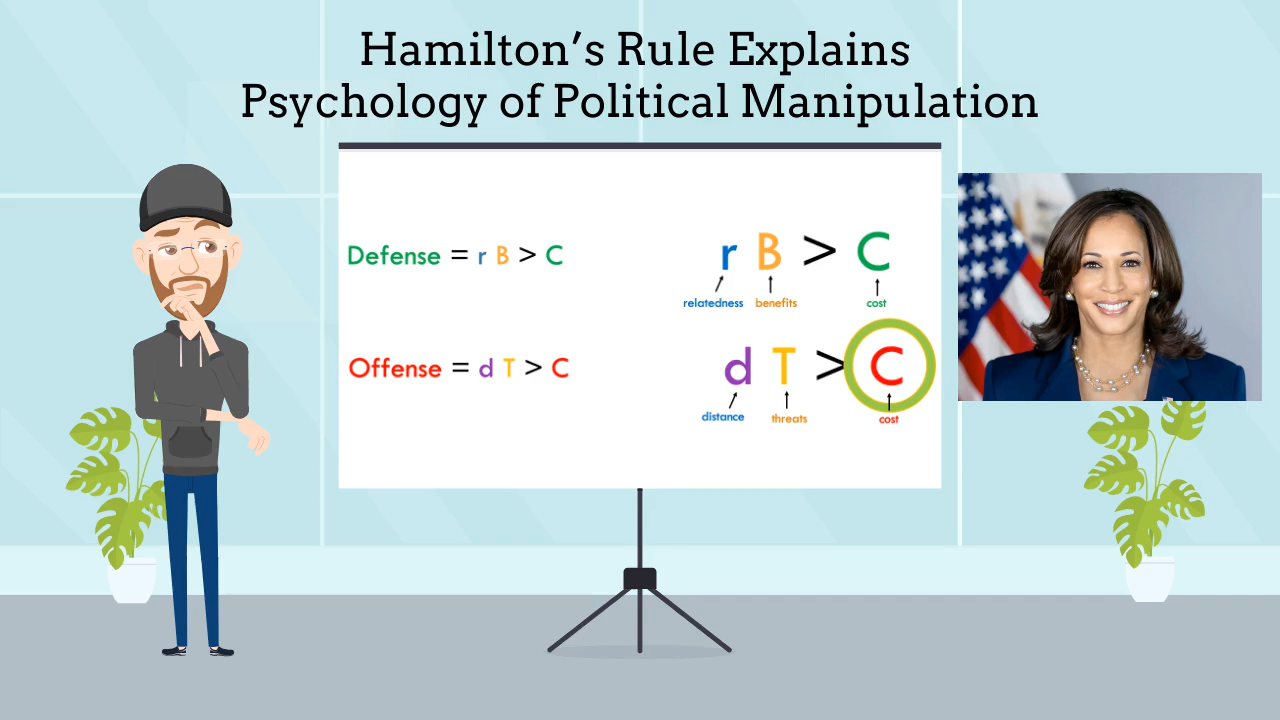 Hamilton's Rule Explains
Psychology of Political Manipulation
Defense = r B > C
r B > C
relatedness benefits cost
Offense = d T > C
d T > C
distance threats cost